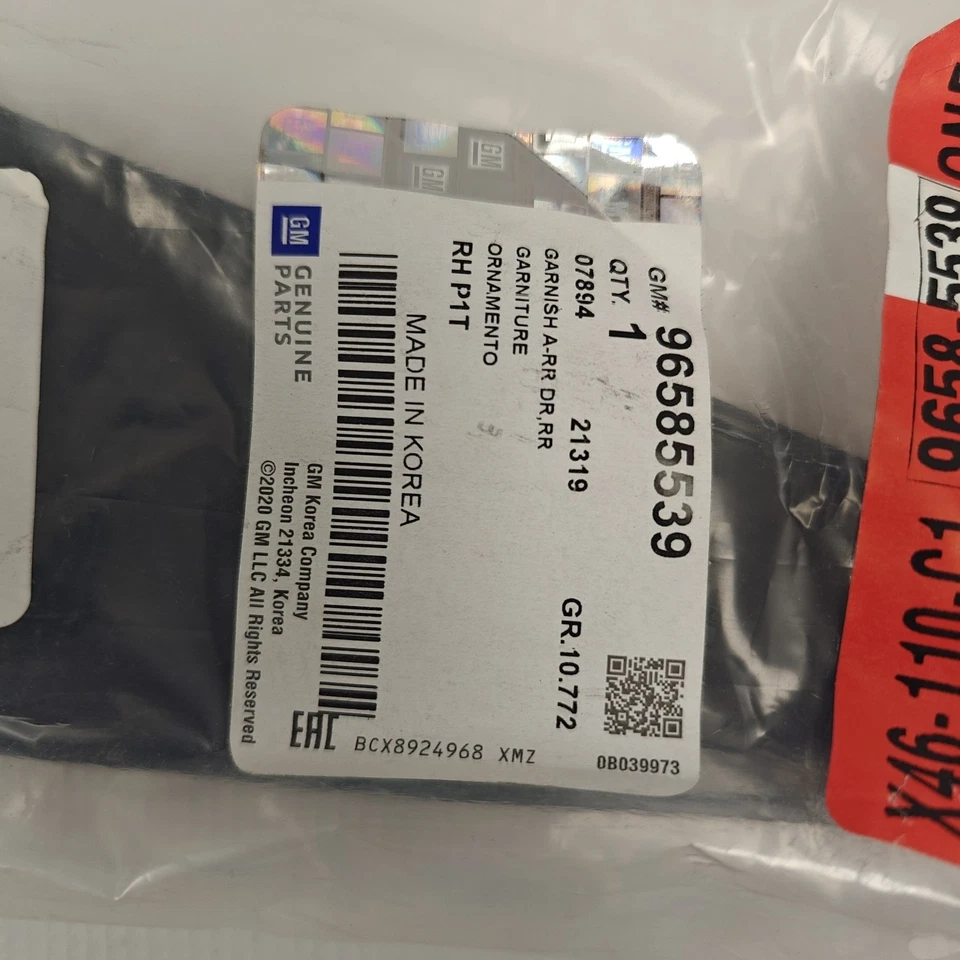 GM
GM
GM# 96585539
QTY. 1
07894 21319 GR.10.772
GARNISH A-RR DR,RR
GARNITURE
ORNAMENTO
RH P1T
MADE IN KOREA
GM
GENUINE
PARTS
GM Korea Company
Incheon 21334, Korea
©2020 GM LLC All Rights Reserved
EAC
BCX8924968 XMZ
0B039973
X46-110-C1